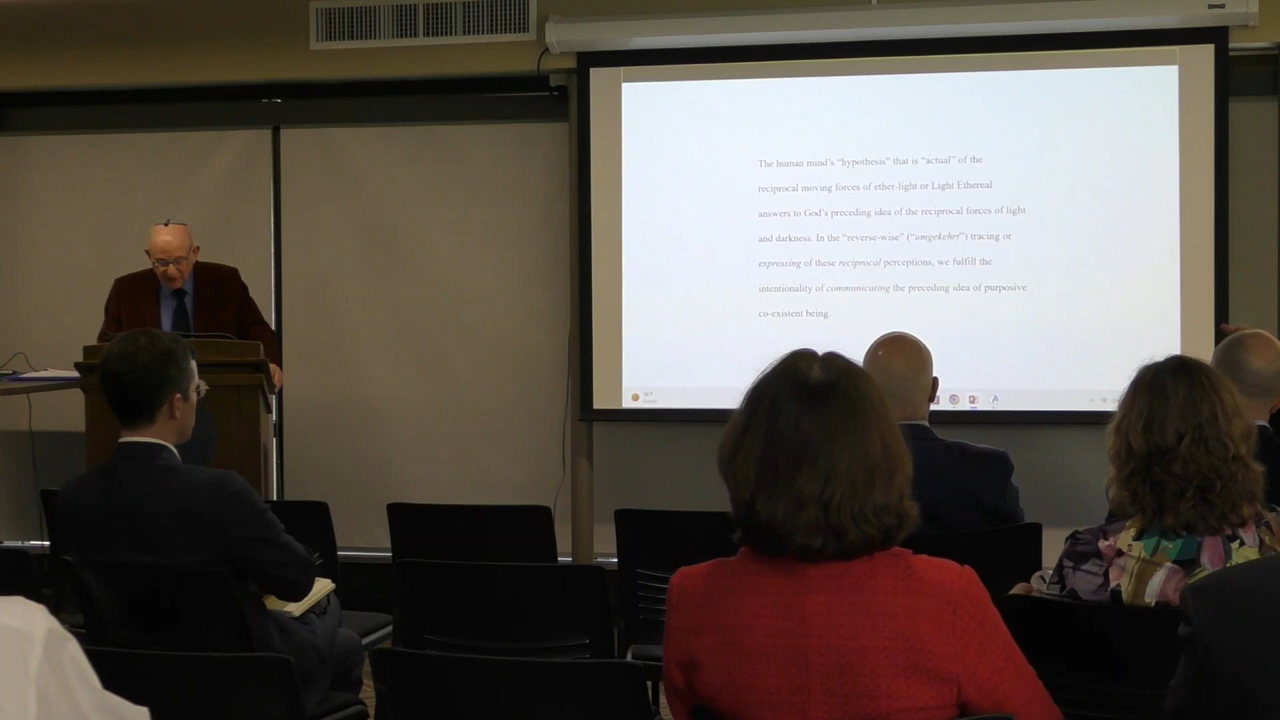 The human mind's “hypothesis” that is “actual” of the
reciprocal moving forces of ether-light or Light Ethereal
answers to God's preceding idea of the reciprocal forces of light
and darkness. In the “reverse-wise” (“umgekehrt”) tracing or
expressing of these reciprocal perceptions, we fulfill the
intentionality of communicating the preceding idea of purposive
co-existent being.